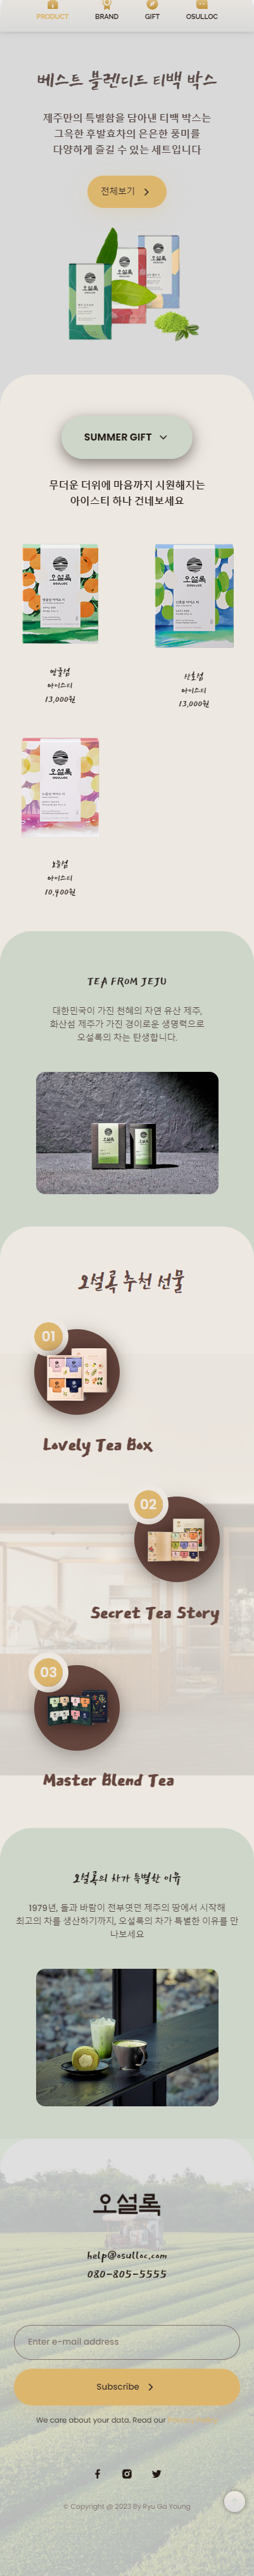 PRODUCT BRAND GIFT OSULLOC
베스트 블렌디드 티백 박스
제주만의 특별함을 담아낸 티백 박스는
그윽한 후발효차의 은은한 풍미를
다양하게 즐길 수 있는 세트입니다
전체보기
오설록
오설록
SUMMER GIFT
무더운 더위에 마음까지 시원해지는
아이스티 하나 건네보세요
오설록
오설록
아이스티
13,000원
아이스티
13,000원
오설록
아이스티
10,400원
TEA FROM JEJU
대한민국이 가진 천혜의 자연 유산 제주,
화산섬 제주가 가진 경이로운 생명력으로
오설록의 차는 탄생합니다.
오설록 추천 선물
01
Lovely Tea Box
02
Secret Tea Story
03
Master Blend Tea
오설록의 차가 특별한 이유
1979년, 돌과 바람이 전부였던 제주의 땅에서 시작해
최고의 차를 생산하기까지, 오설록의 차가 특별한 이유를 만
나보세요
오설록
help@osulloc.com
080-805-5555
Enter e-mail address
Subscribe
We care about your data. Read our
© Copyright @ 2023 By Ryu Ga Young